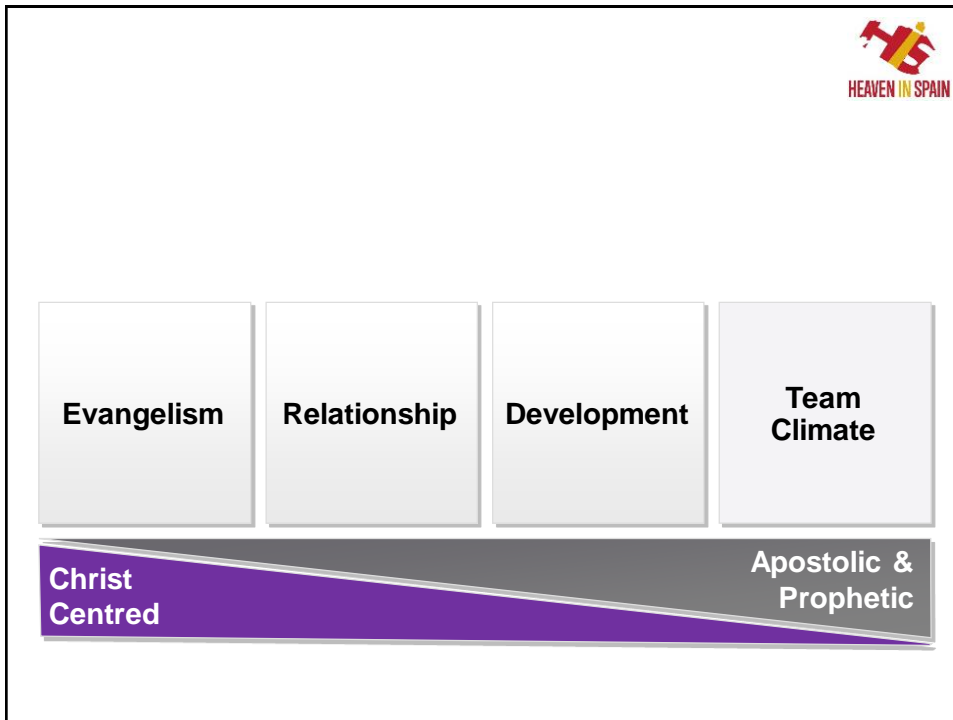 HEAVEN IN SPAIN
Evangelism
Relationship
Development
Team
Climate
Christ
Centred
Apostolic &
Prophetic